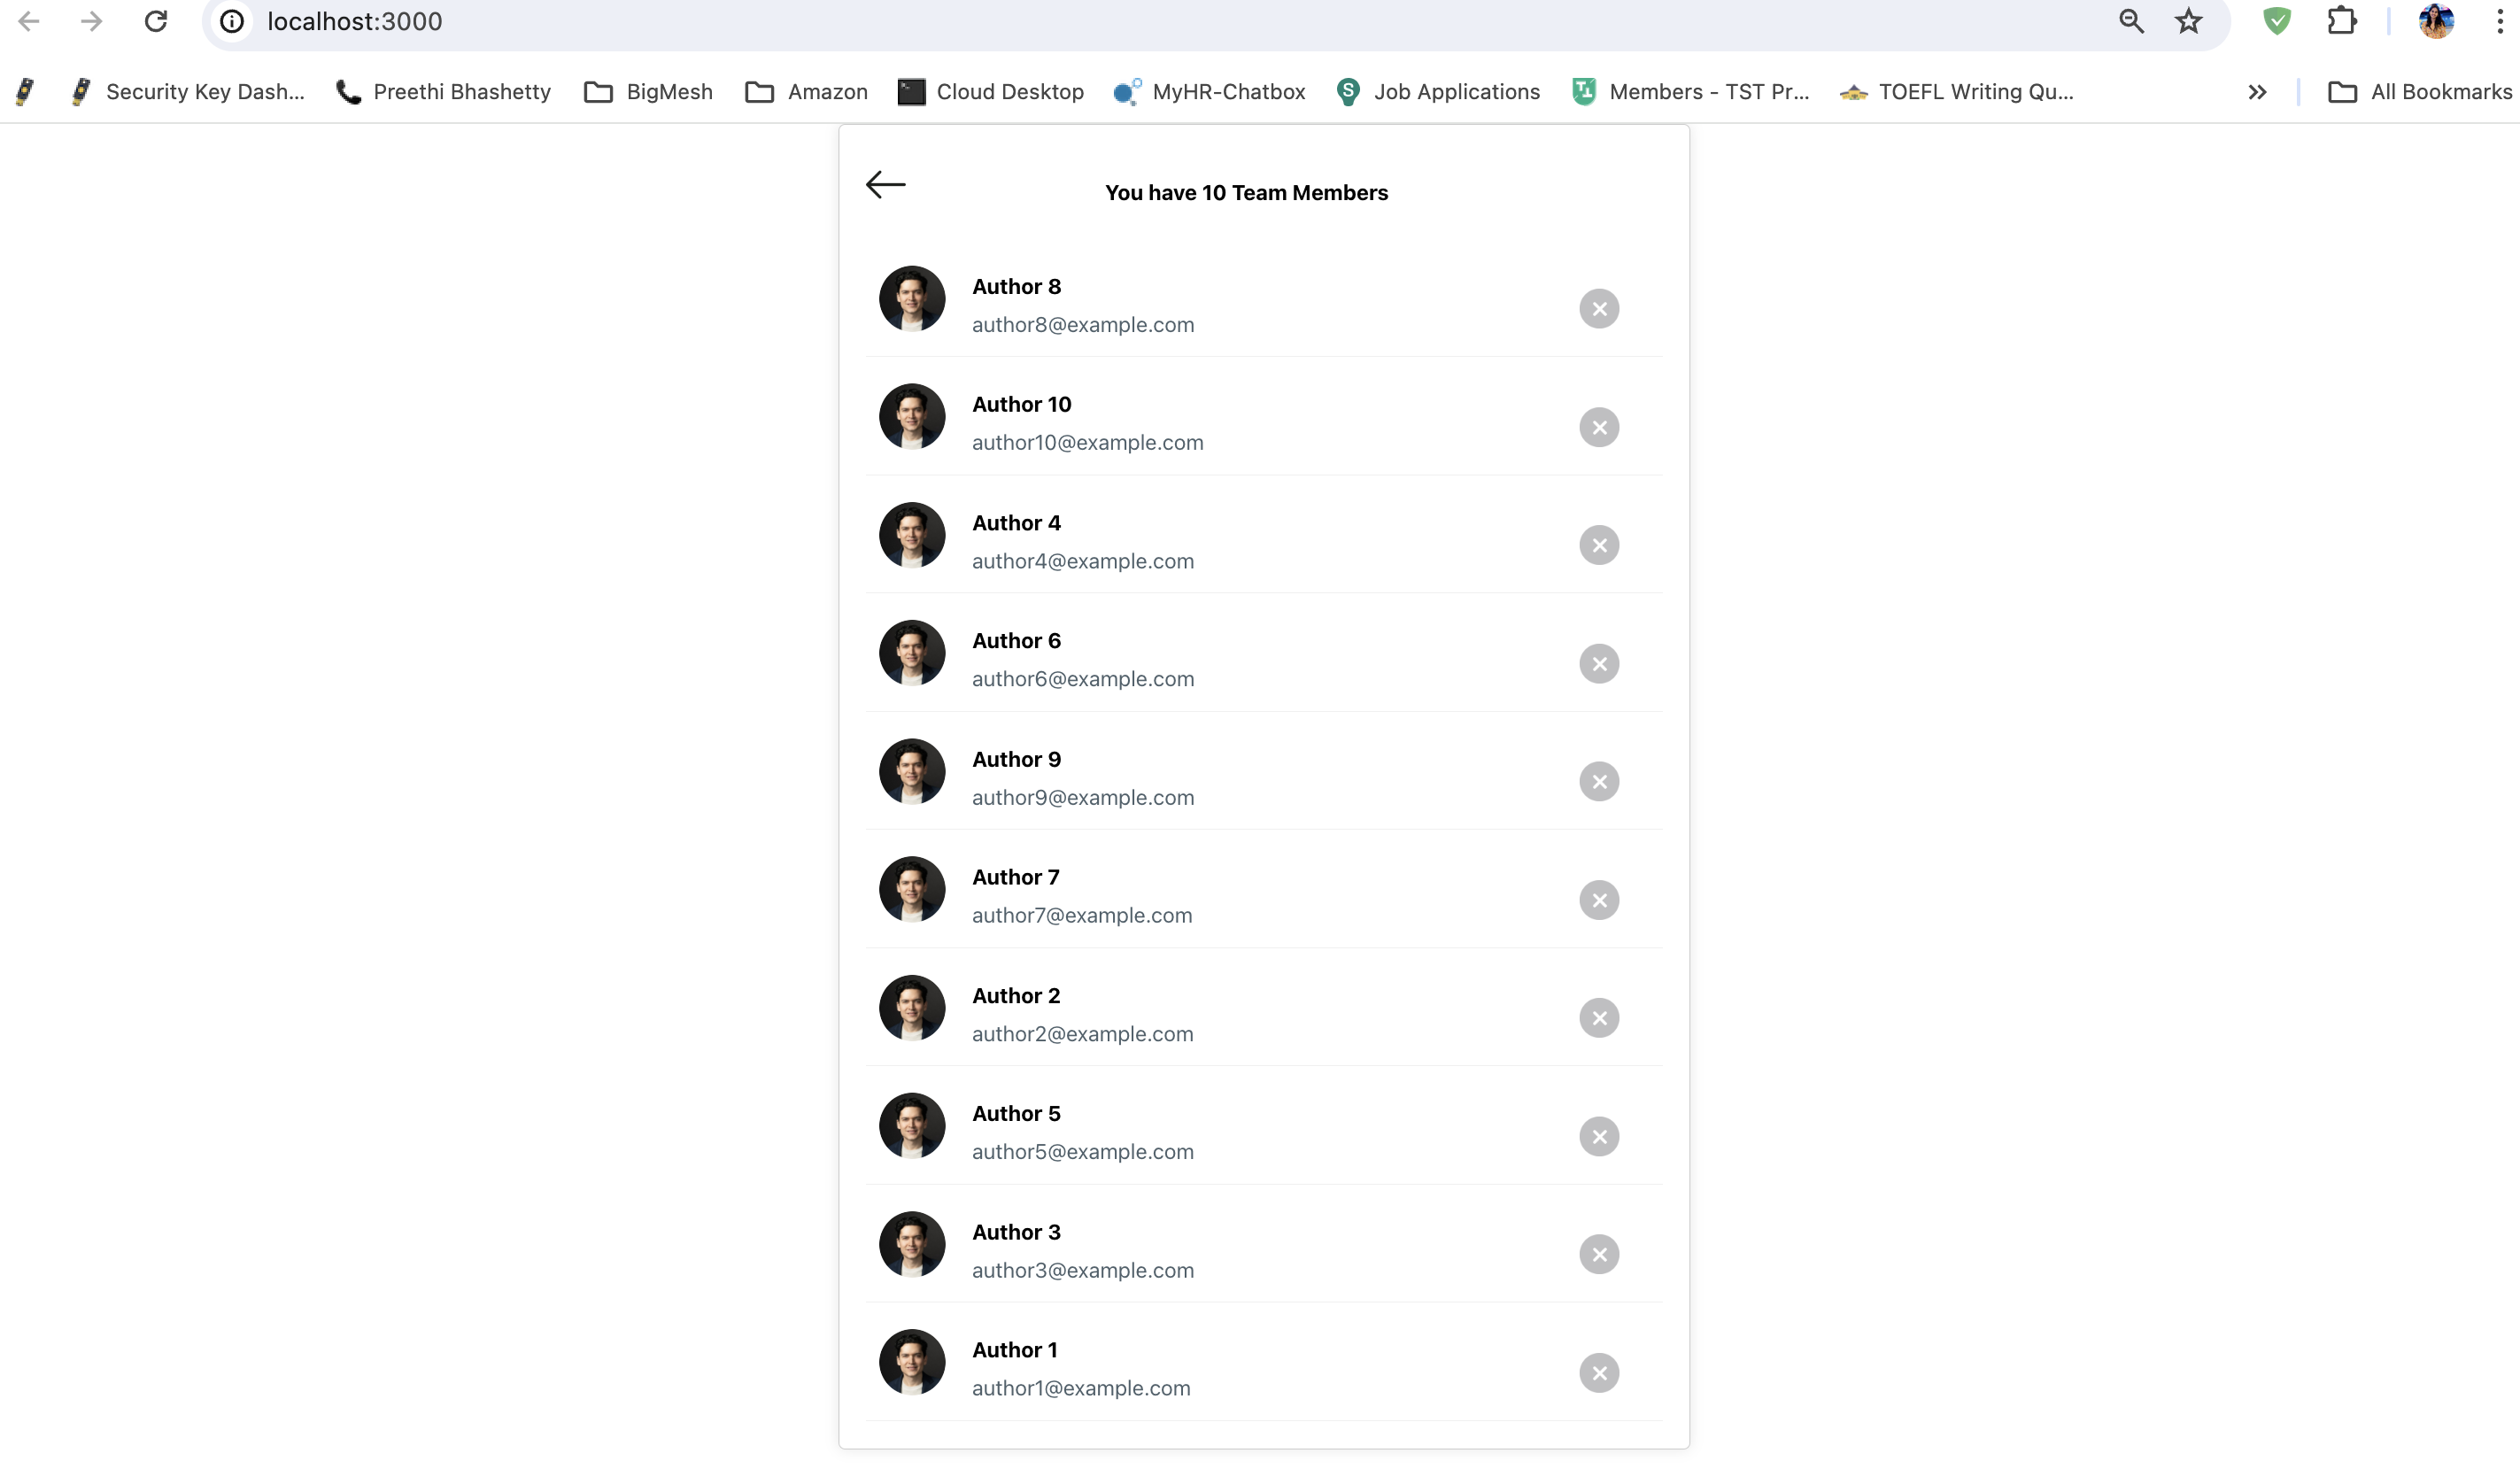 localhost:3000
Security Key Dash... Preethi Bhashetty BigMesh Amazon Cloud Desktop MyHR-Chatbox Job Applications Members - TST Pr... TOEFL Writing Qu... All Bookmarks
You have 10 Team Members
Author 8
author8@example.com
Author 10
author10@example.com
Author 4
author4@example.com
Author 6
author6@example.com
Author 9
author9@example.com
Author 7
author7@example.com
Author 2
author2@example.com
Author 5
author5@example.com
Author 3
author3@example.com
Author 1
author1@example.com